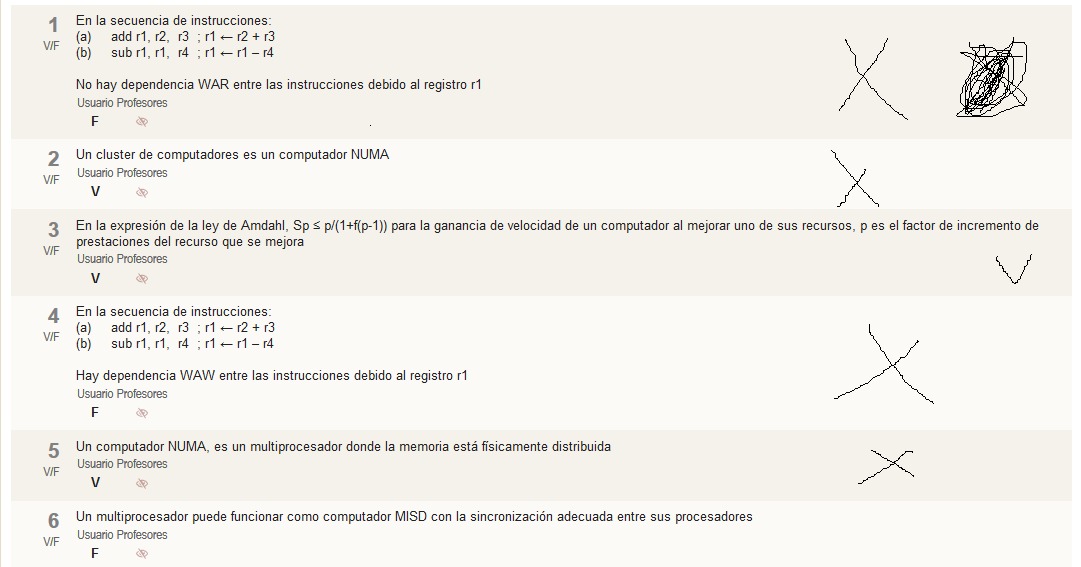 1 En la secuencia de instrucciones:
V/F (a) add r1, r2, r3 ; r1 ← r2 + r3
(b) sub r1, r1, r4 ; r1 ← r1 – r4
No hay dependencia WAR entre las instrucciones debido al registro r1
Usuario Profesores
F
2 Un cluster de computadores es un computador NUMA
V/F Usuario Profesores
V
3 En la expresión de la ley de Amdahl, Sp ≤ p/(1+f(p-1)) para la ganancia de velocidad de un computador al mejorar uno de sus recursos, p es el factor de incremento de
V/F prestaciones del recurso que se mejora
Usuario Profesores
V
4 En la secuencia de instrucciones:
V/F (a) add r1, r2, r3 ; r1 ← r2 + r3
(b) sub r1, r1, r4 ; r1 ← r1 – r4
Hay dependencia WAW entre las instrucciones debido al registro r1
Usuario Profesores
F
5 Un computador NUMA, es un multiprocesador donde la memoria está físicamente distribuida
V/F Usuario Profesores
V
6 Un multiprocesador puede funcionar como computador MISD con la sincronización adecuada entre sus procesadores
V/F Usuario Profesores
F